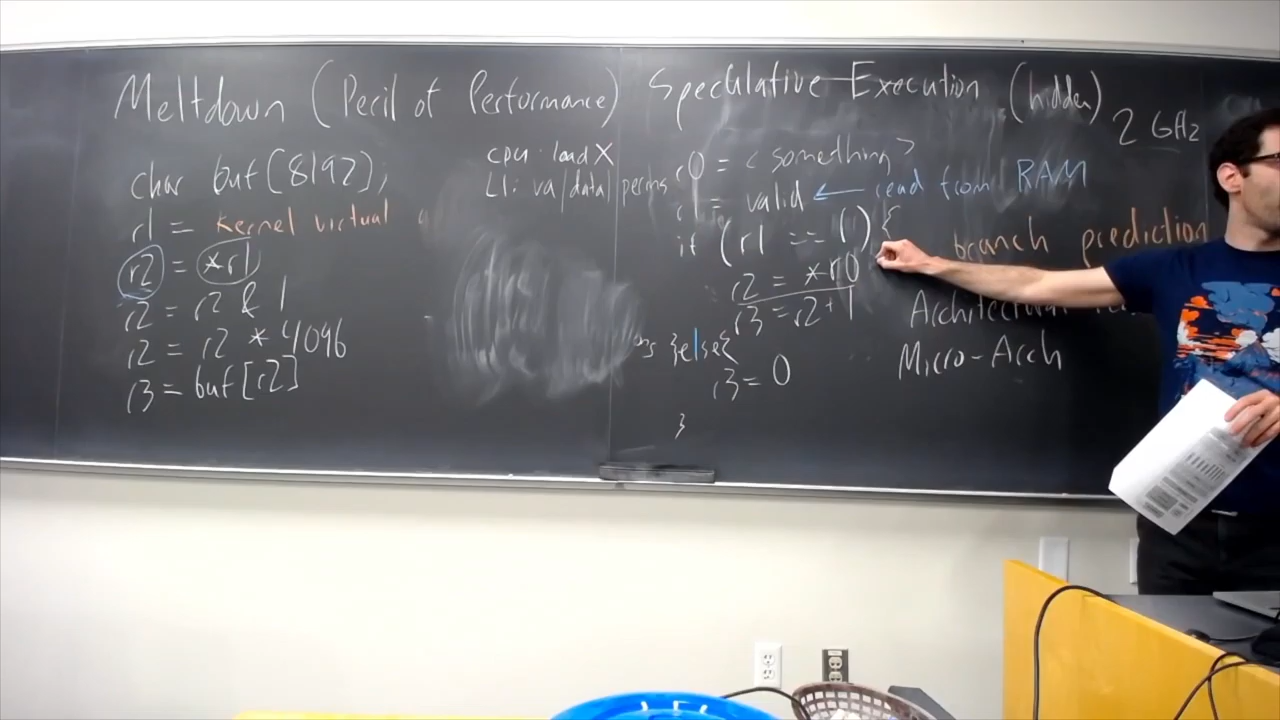 Meltdown (Peril of Performance)
char buf[8192];
r1 = kernel virtual
r2 = *r1
r2 = r2 & 1
r2 = r2 * 4096
r3 = buf[r2]
cpu: load X
L1: va/data/perms
Speculative Execution (hidden)
2 GHz
r0 = <something>
r1 = valid ← read from RAM
if (r1 == 1) {
branch prediction
r2 = *r0
r3 = r2 + 1
Architectural
}else{
Micro-Arch
r3 = 0
}